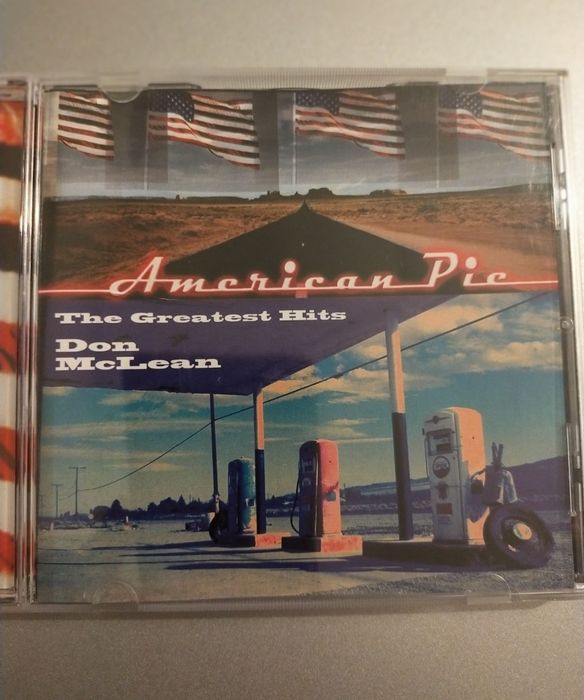 American Pie
The Greatest Hits
Don
McLean